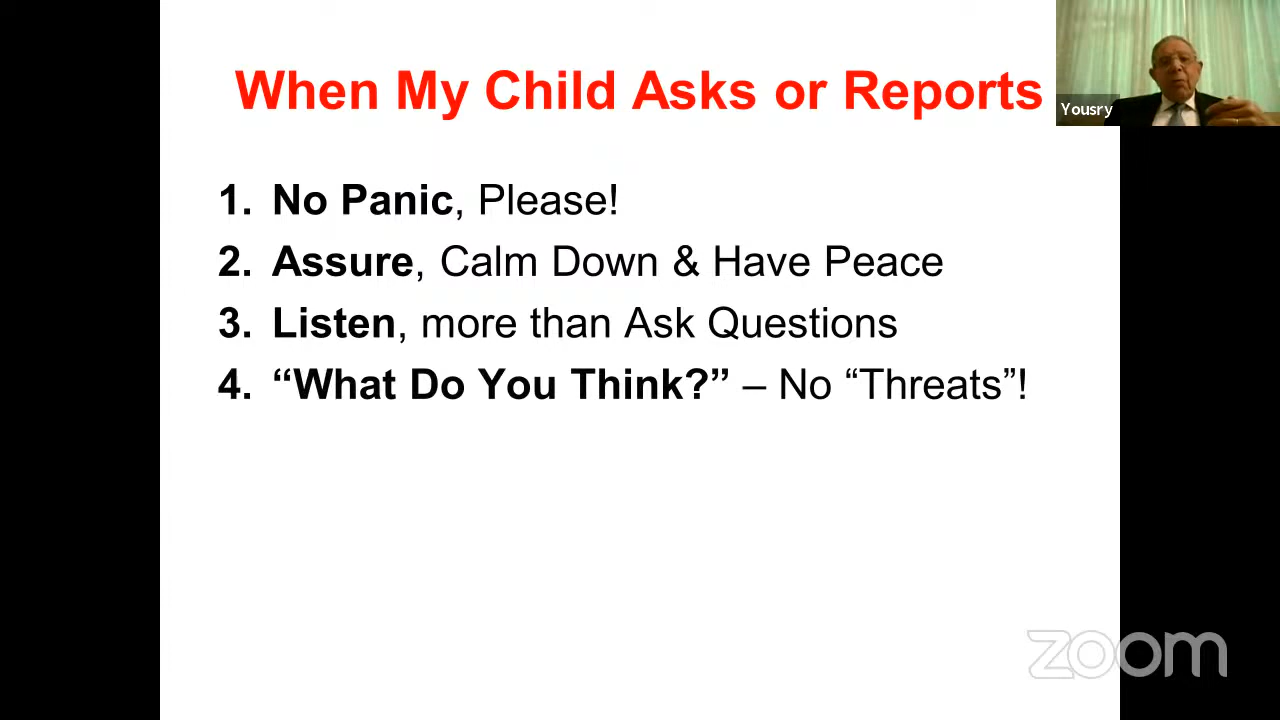 When My Child Asks or Reports
Yousry
1. No Panic, Please!
2. Assure, Calm Down & Have Peace
3. Listen, more than Ask Questions
4. “What Do You Think?” – No “Threats”!
zoom